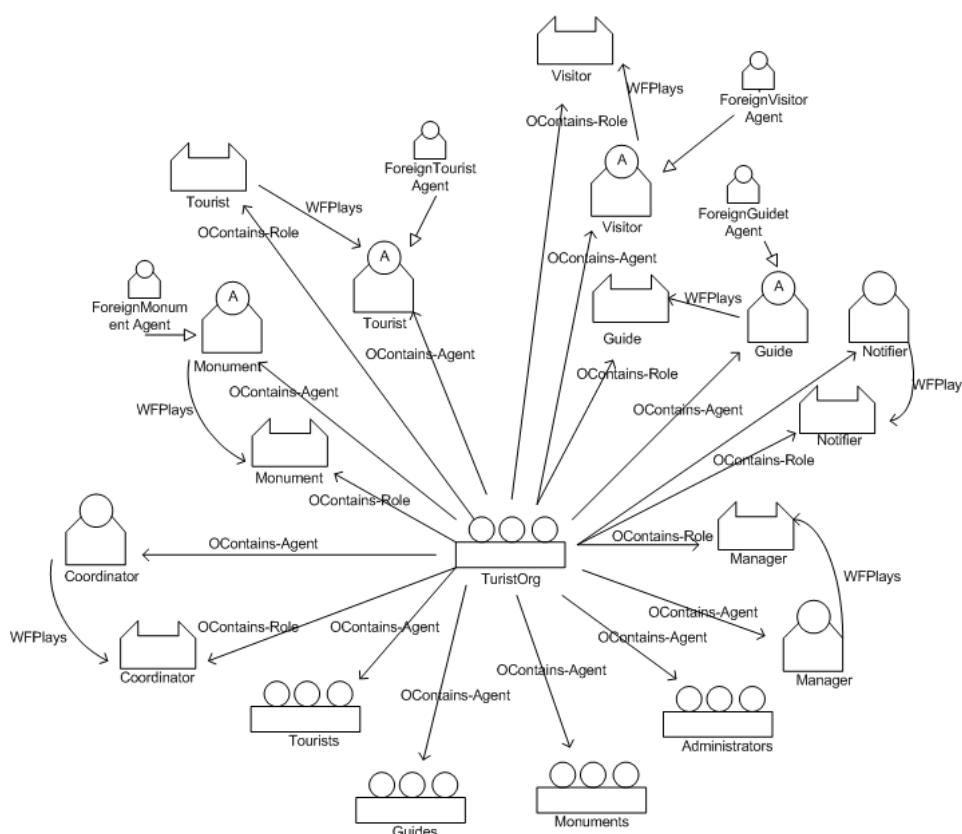 Visitor
WFPlays
ForeignVisitor
Agent
OContains-Role
A
Visitor
ForeignTourist
Agent
Tourist
WFPlays
OContains-Role
A
Tourist
ForeignGuidet
Agent
OContains-Agent
A
Guide
WFPlays
Guide
Notifier
ForeignMonum
ent Agent
A
Monument
OContains-Agent
OContains-Agent
OContains-Role
OContains-Agent
WFPlay
Notifier
WFPlays
Monument
OContains-Role
OContains-Role
Coordinator
OContains-Agent
TuristOrg
OContains-Role
Manager
WFPlays
WFPlays
OContains-Role
Coordinator
OContains-Agent
OContains-Agent
OContains-Agent
Manager
OContains-Agent
OContains-Agent
Tourists
Administrators
Guides
Monuments